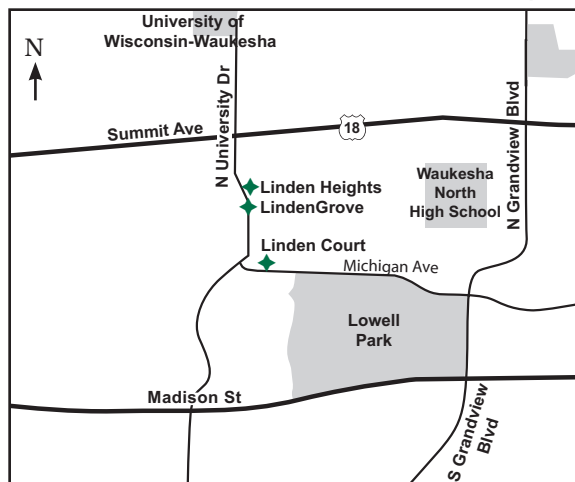 University of
Wisconsin-Waukesha
N
N University Dr
N Grandview Blvd
Summit Ave
18
Linden Heights
LindenGrove
Waukesha
North
High School
Linden Court
Michigan Ave
Lowell
Park
Madison St
S Grandview
Blvd